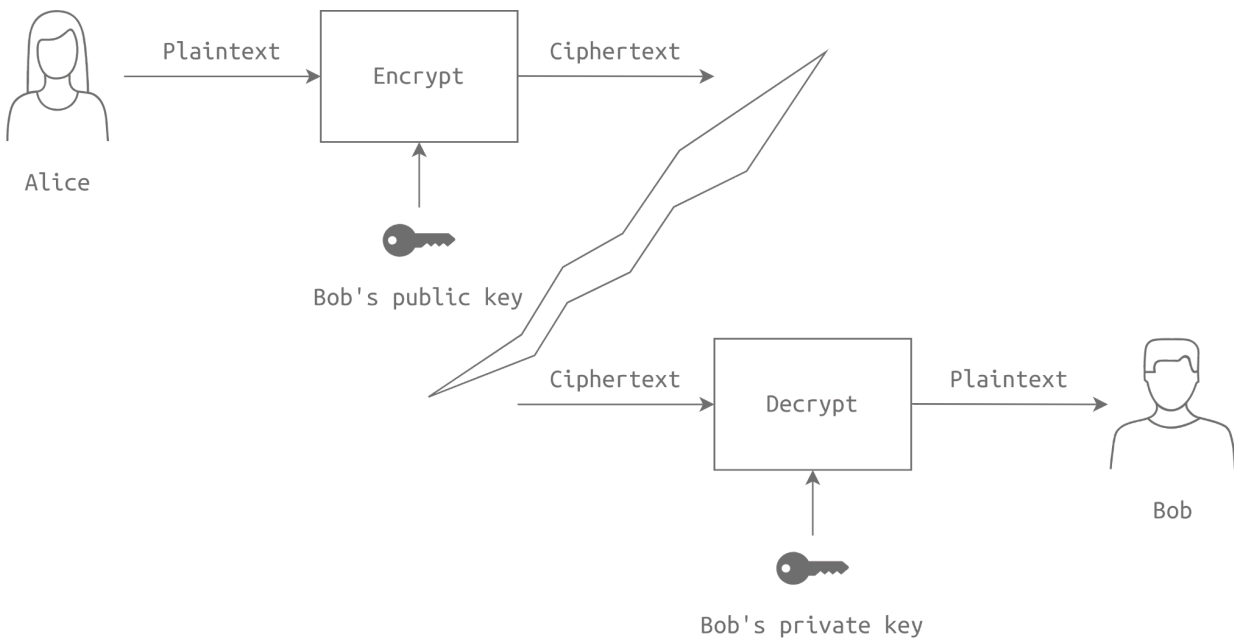 Plaintext
Ciphertext
Encrypt
Alice
Bob's public key
Ciphertext
Plaintext
Decrypt
Bob
Bob's private key